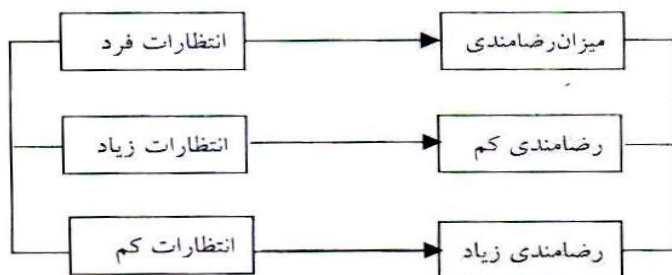 انتظارات فرد
میزان‌رضامندی
انتظارات زیاد
رضامندی کم
انتظارات کم
رضامندی زیاد